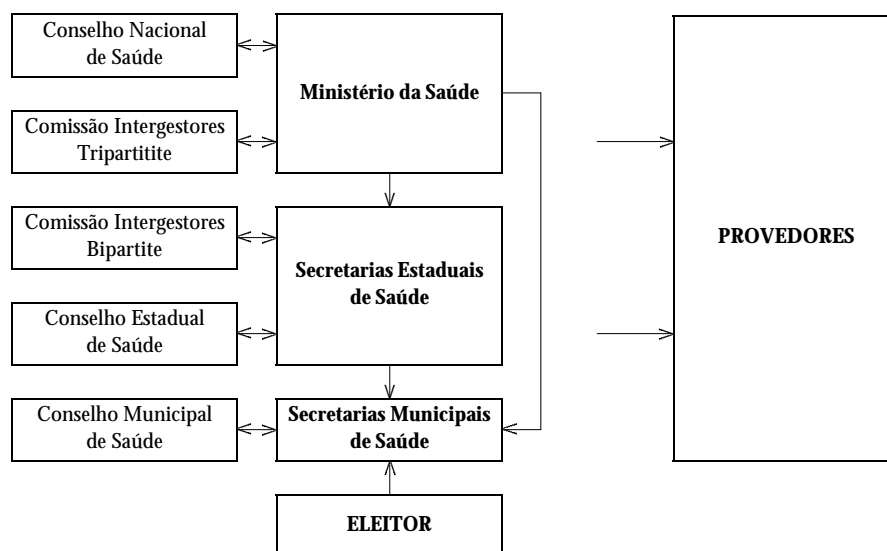 Conselho Nacional
de Saúde
Ministério da Saúde
Comissão Intergestores
Tripartitite
Comissão Intergestores
Bipartite
Secretarias Estaduais
de Saúde
PROVEDORES
Conselho Estadual
de Saúde
Conselho Municipal
de Saúde
Secretarias Municipais
de Saúde
ELEITOR